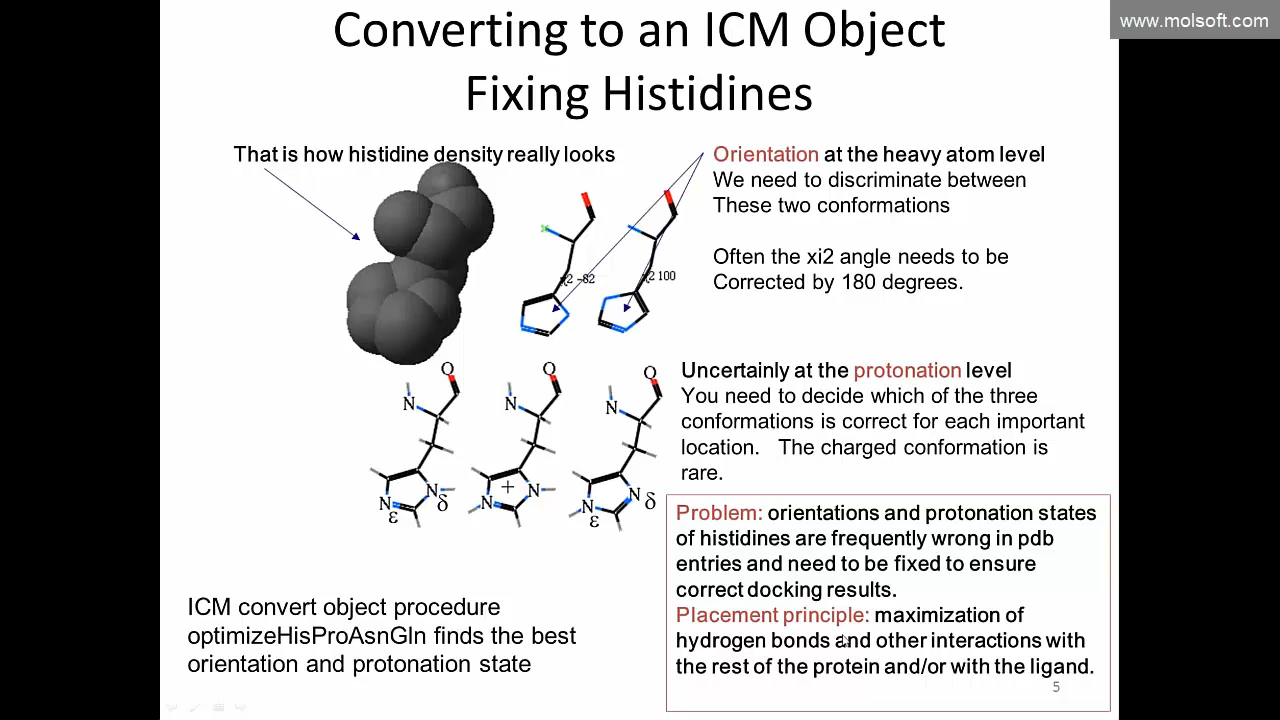 www.molsoft.com
Converting to an ICM Object
Fixing Histidines
That is how histidine density really looks
Orientation at the heavy atom level
We need to discriminate between
These two conformations
Often the xi2 angle needs to be
Corrected by 180 degrees.
χ2 -82
χ2 100
Uncertainly at the protonation level
You need to decide which of the three
conformations is correct for each important
location. The charged conformation is
rare.
O
O
O
N
N
N
N
N
δ
ε
+
N
N
N
N
δ
ε
Problem: orientations and protonation states
of histidines are frequently wrong in pdb
entries and need to be fixed to ensure
correct docking results.
Placement principle: maximization of
hydrogen bonds and other interactions with
the rest of the protein and/or with the ligand.
ICM convert object procedure
optimizeHisProAsnGln finds the best
orientation and protonation state
5